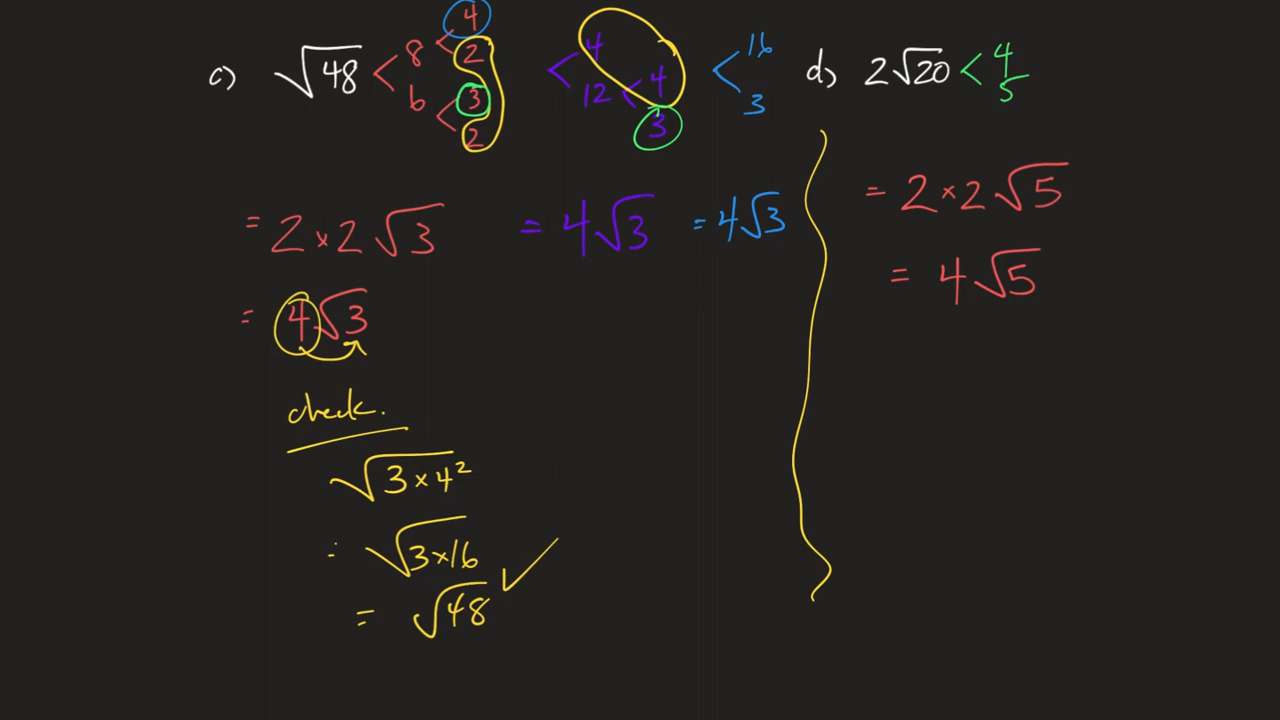 c) √48 < 8 < 4 2
6 < 3 2
< 4
12 < 4 3
< 16 3
= 2 × 2 √3
= 4√3
= 4√3
= 4√3
check.
√3 × 4²
= √3×16
= √48 ✓
d) 2√20 < 4 5
= 2 × 2 √5
= 4 √5